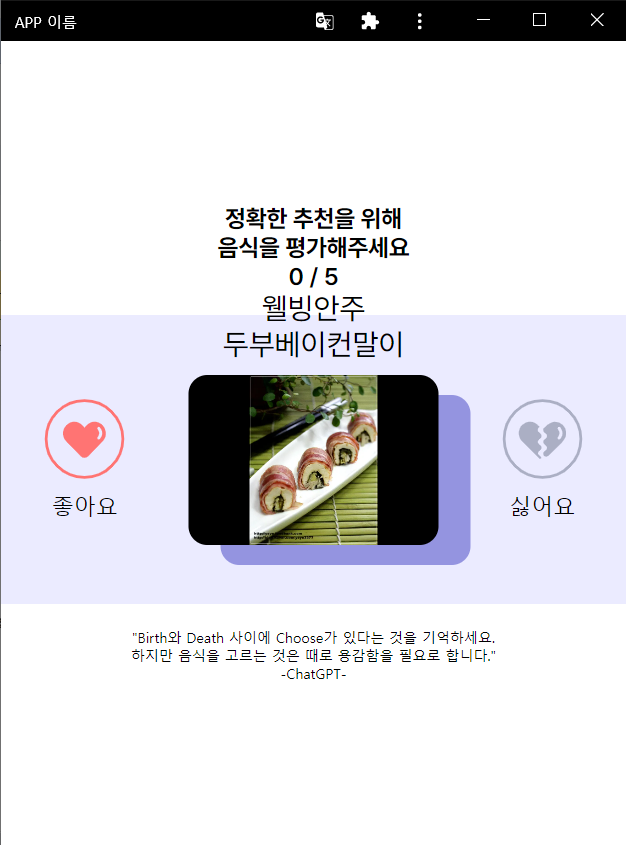 APP 이름
정확한 추천을 위해
음식을 평가해주세요
0 / 5
웰빙안주
두부베이컨말이
좋아요
싫어요
"Birth와 Death 사이에 Choose가 있다는 것을 기억하세요.
하지만 음식을 고르는 것은 때로 용감함을 필요로 합니다."
-ChatGPT-